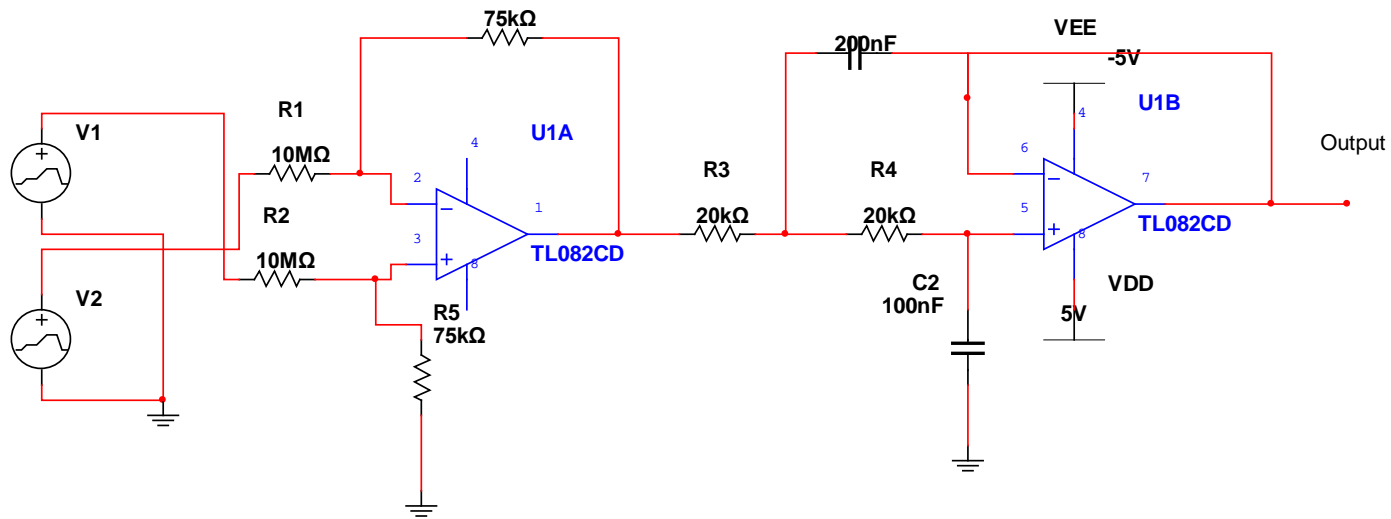 75kΩ
200nF
VEE
-5V
R1
V1
10MΩ
U1A
4
2
1
3
8
TL082CD
R2
10MΩ
V2
R5
75kΩ
R3
20kΩ
R4
20kΩ
C2
100nF
U1B
4
6
7
5
8
TL082CD
VDD
5V
Output